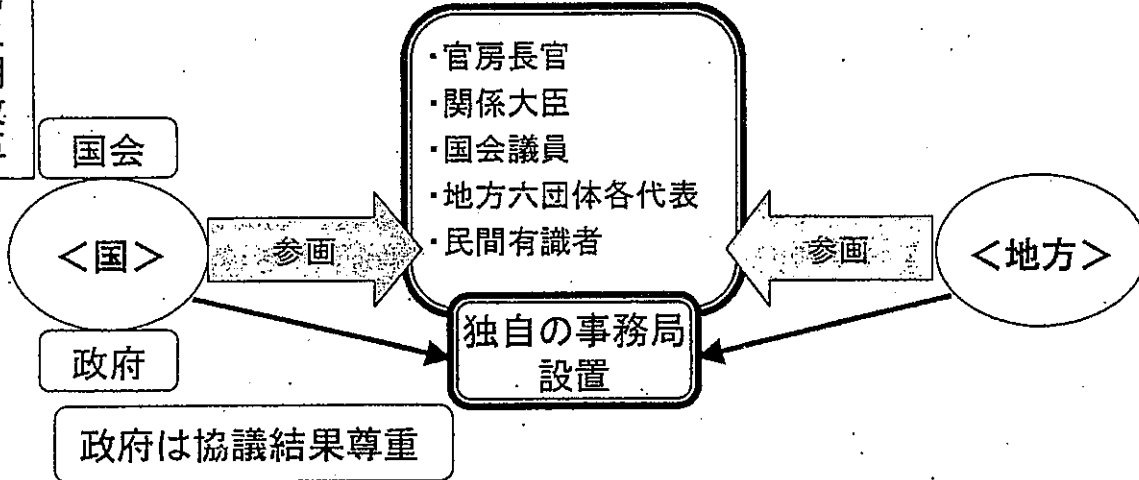 ・官房長官
・関係大臣
・国会議員
・地方六団体各代表
・民間有識者
国会
＜国＞
政府
参画
参画
＜地方＞
独自の事務局
設置
政府は協議結果尊重